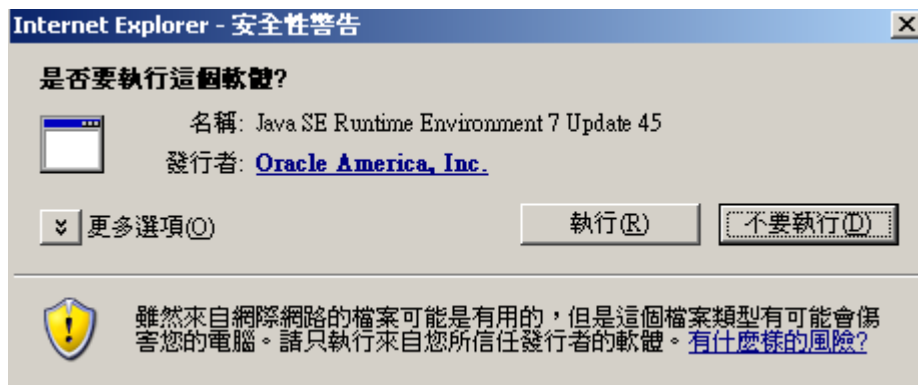 Internet Explorer - 安全性警告
是否要執行這個軟體?
名稱: Java SE Runtime Environment 7 Update 45
發行者: Oracle America, Inc.
更多選項(O)
執行(R)
不要執行(D)
雖然來自網際網路的檔案可能是有用的，但是這個檔案類型有可能會傷
害您的電腦。請只執行來自您所信任發行者的軟體。有什麼樣的風險?